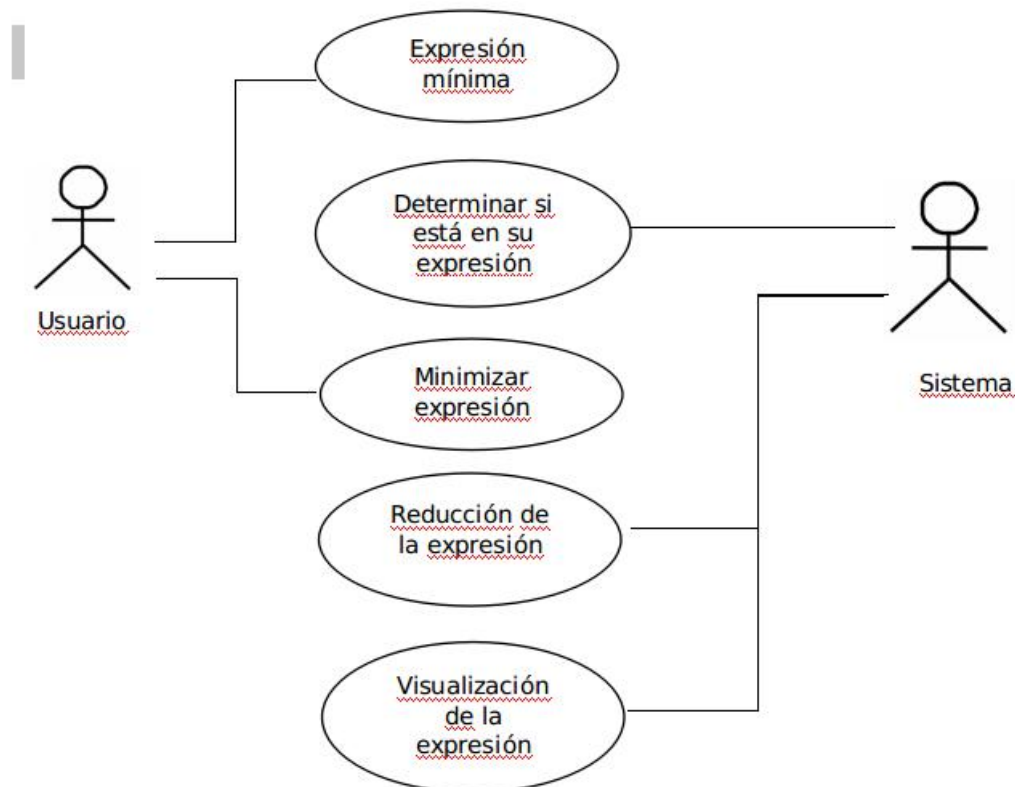 Expresión
mínima
Determinar si
está en su
expresión
Usuario
Minimizar
expresión
Sistema
Reducción de
la expresión
Visualización
de la
expresión